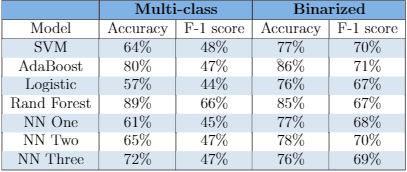 Multi-class Binarized
Model Accuracy F-1 score Accuracy F-1 score
SVM 64% 48% 77% 70%
AdaBoost 80% 47% 86% 71%
Logistic 57% 44% 76% 67%
Rand Forest 89% 66% 85% 67%
NN One 61% 45% 77% 68%
NN Two 65% 47% 78% 70%
NN Three 72% 47% 76% 69%